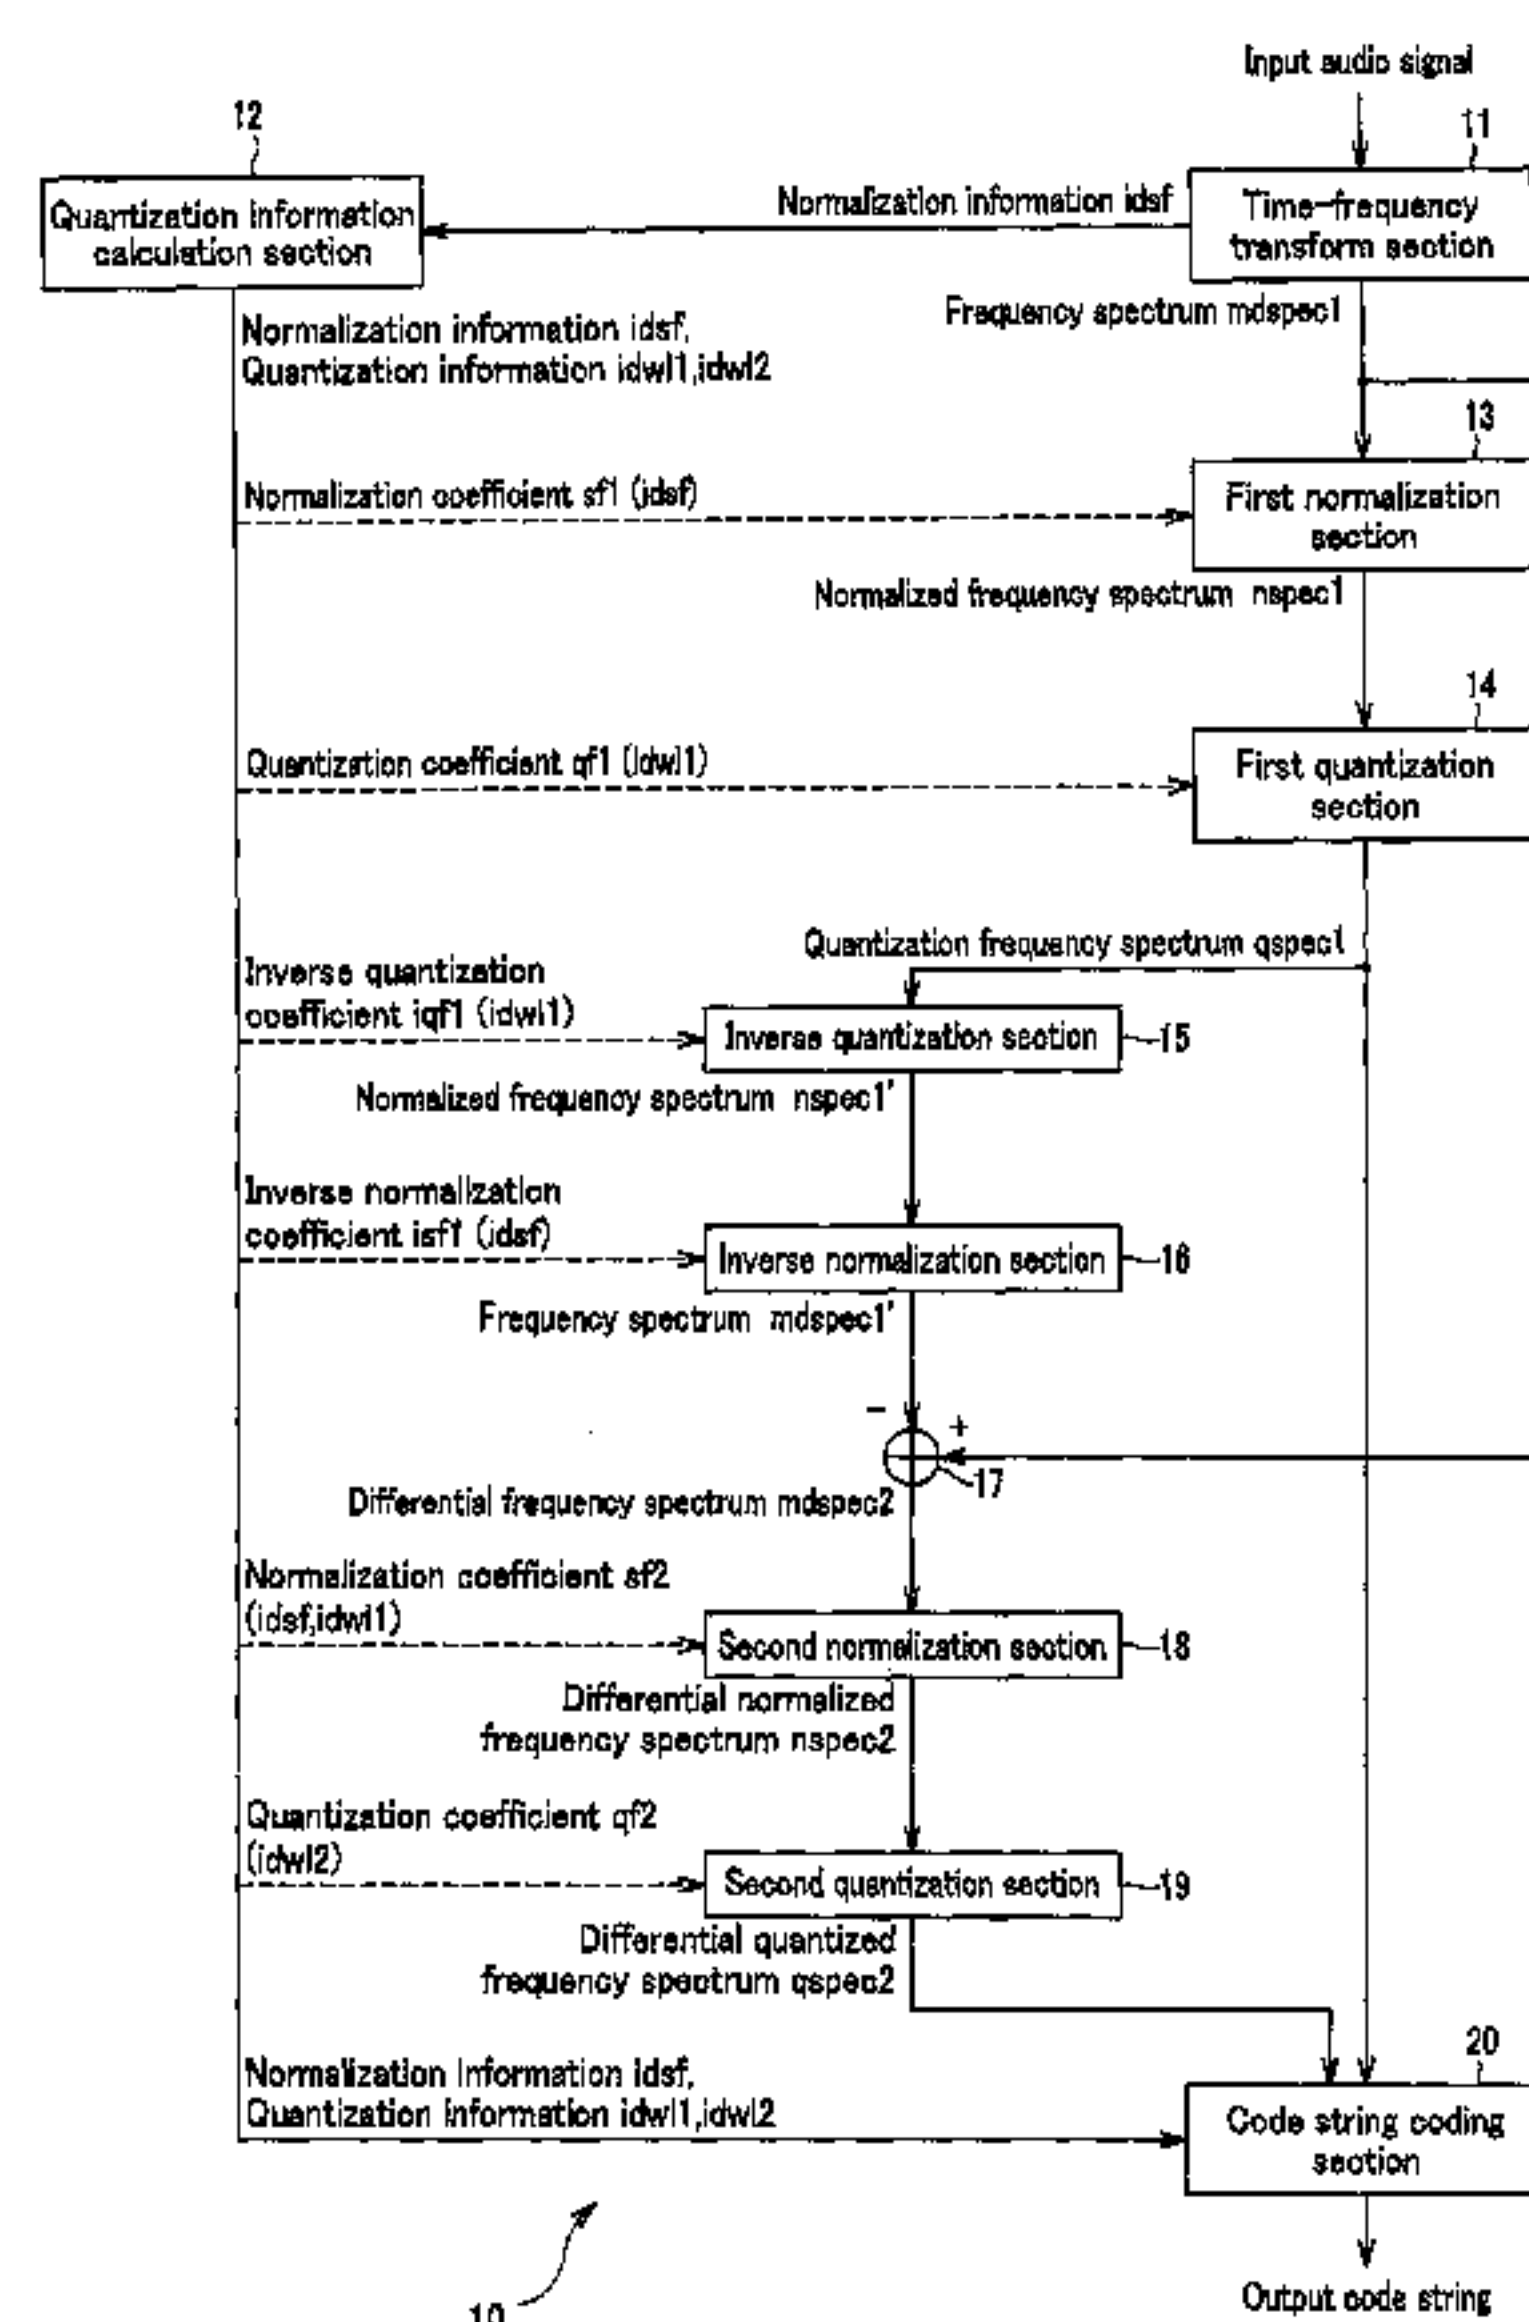 Input audio signal
12
11
Quantization information
calculation section
Normalization information idsf
Time-frequency
transform section
Frequency spectrum mdspec1
Normalization information idsf,
Quantization information idwl1,idwl2
13
Normalization coefficient sf1 (idsf)
First normalization
section
Normalized frequency spectrum nspec1
14
Quantization coefficient qf1 (idwl1)
First quantization
section
Quantization frequency spectrum qspec1
Inverse quantization
coefficient iqf1 (idwl1)
Inverse quantization section
15
Normalized frequency spectrum nspec1'
Inverse normalization
coefficient isf1 (idsf)
Inverse normalization section
16
Frequency spectrum mdspec1'
-
+
17
Differential frequency spectrum mdspec2
Normalization coefficient sf2
(idsf,idwl1)
Second normalization section
18
Differential normalized
frequency spectrum nspec2
Quantization coefficient qf2
(idwl2)
Second quantization section
19
Differential quantized
frequency spectrum qspec2
20
Normalization Information idsf,
Quantization Information idwl1,idwl2
Code string coding
section
10
Output code string